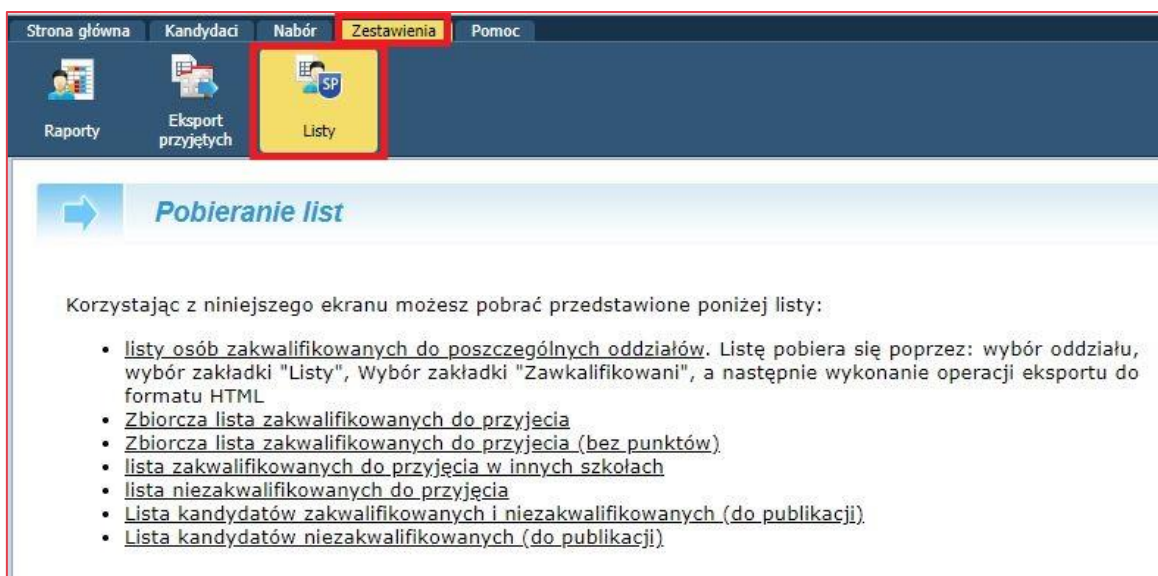 Strona główna Kandydaci Nabór Zestawienia Pomoc
SP
Raporty Eksport przyjętych Listy
Pobieranie list
Korzystając z niniejszego ekranu możesz pobrać przedstawione poniżej listy:
• listy osób zakwalifikowanych do poszczególnych oddziałów. Listę pobiera się poprzez: wybór oddziału,
wybór zakładki "Listy", Wybór zakładki "Zawkalifikowani", a następnie wykonanie operacji eksportu do
formatu HTML
• Zbiorcza lista zakwalifikowanych do przyjecia
• Zbiorcza lista zakwalifikowanych do przyjecia (bez punktów)
• lista zakwalifikowanych do przyjęcia w innych szkołach
• lista niezakwalifikowanych do przyjęcia
• Lista kandydatów zakwalifikowanych i niezakwalifikowanych (do publikacji)
• Lista kandydatów niezakwalifikowanych (do publikacji)